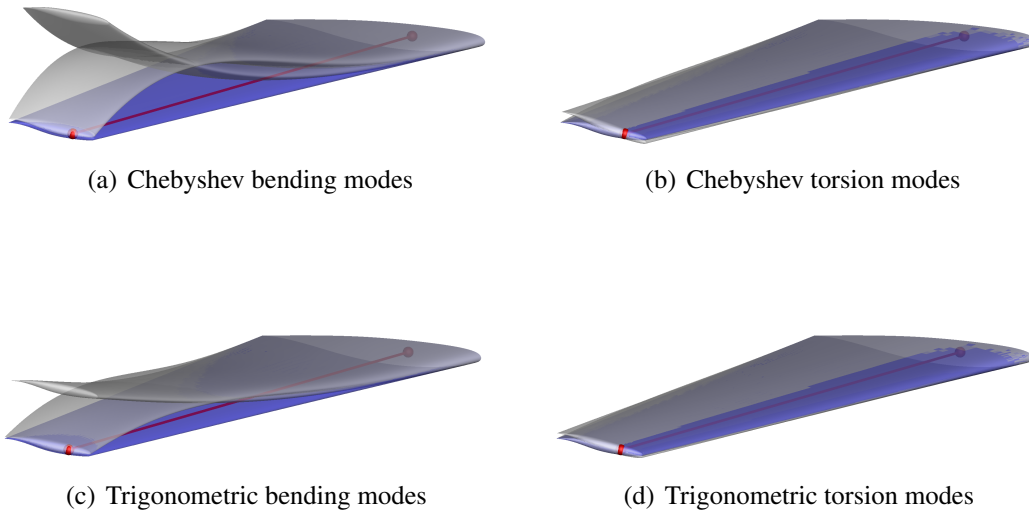 (a) Chebyshev bending modes
(b) Chebyshev torsion modes
(c) Trigonometric bending modes
(d) Trigonometric torsion modes